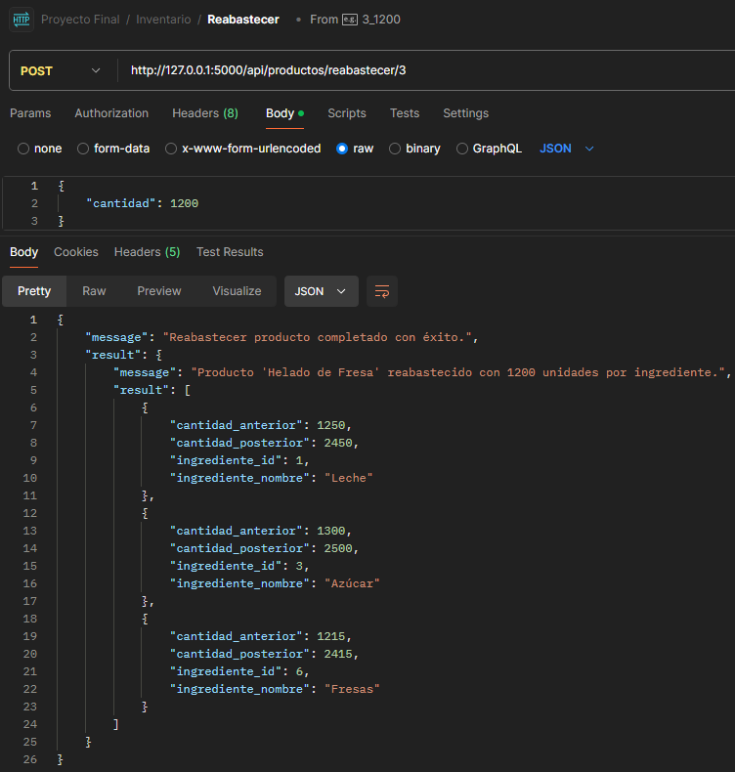 HTTP Proyecto Final / Inventario / Reabastecer • From e.g. 3_1200
POST http://127.0.0.1:5000/api/productos/reabastecer/3
Params Authorization Headers (8) Body Scripts Tests Settings
none form-data x-www-form-urlencoded raw binary GraphQL JSON
1 {
2 "cantidad": 1200
3 }
Body Cookies Headers (5) Test Results
Pretty Raw Preview Visualize JSON
1 {
2 "message": "Reabastecer producto completado con éxito.",
3 "result": {
4 "message": "Producto 'Helado de Fresa' reabastecido con 1200 unidades por ingrediente.",
5 "result": [
6 {
7 "cantidad_anterior": 1250,
8 "cantidad_posterior": 2450,
9 "ingrediente_id": 1,
10 "ingrediente_nombre": "Leche"
11 },
12 {
13 "cantidad_anterior": 1300,
14 "cantidad_posterior": 2500,
15 "ingrediente_id": 3,
16 "ingrediente_nombre": "Azúcar"
17 },
18 {
19 "cantidad_anterior": 1215,
20 "cantidad_posterior": 2415,
21 "ingrediente_id": 6,
22 "ingrediente_nombre": "Fresas"
23 }
24 ]
25 }
26 }